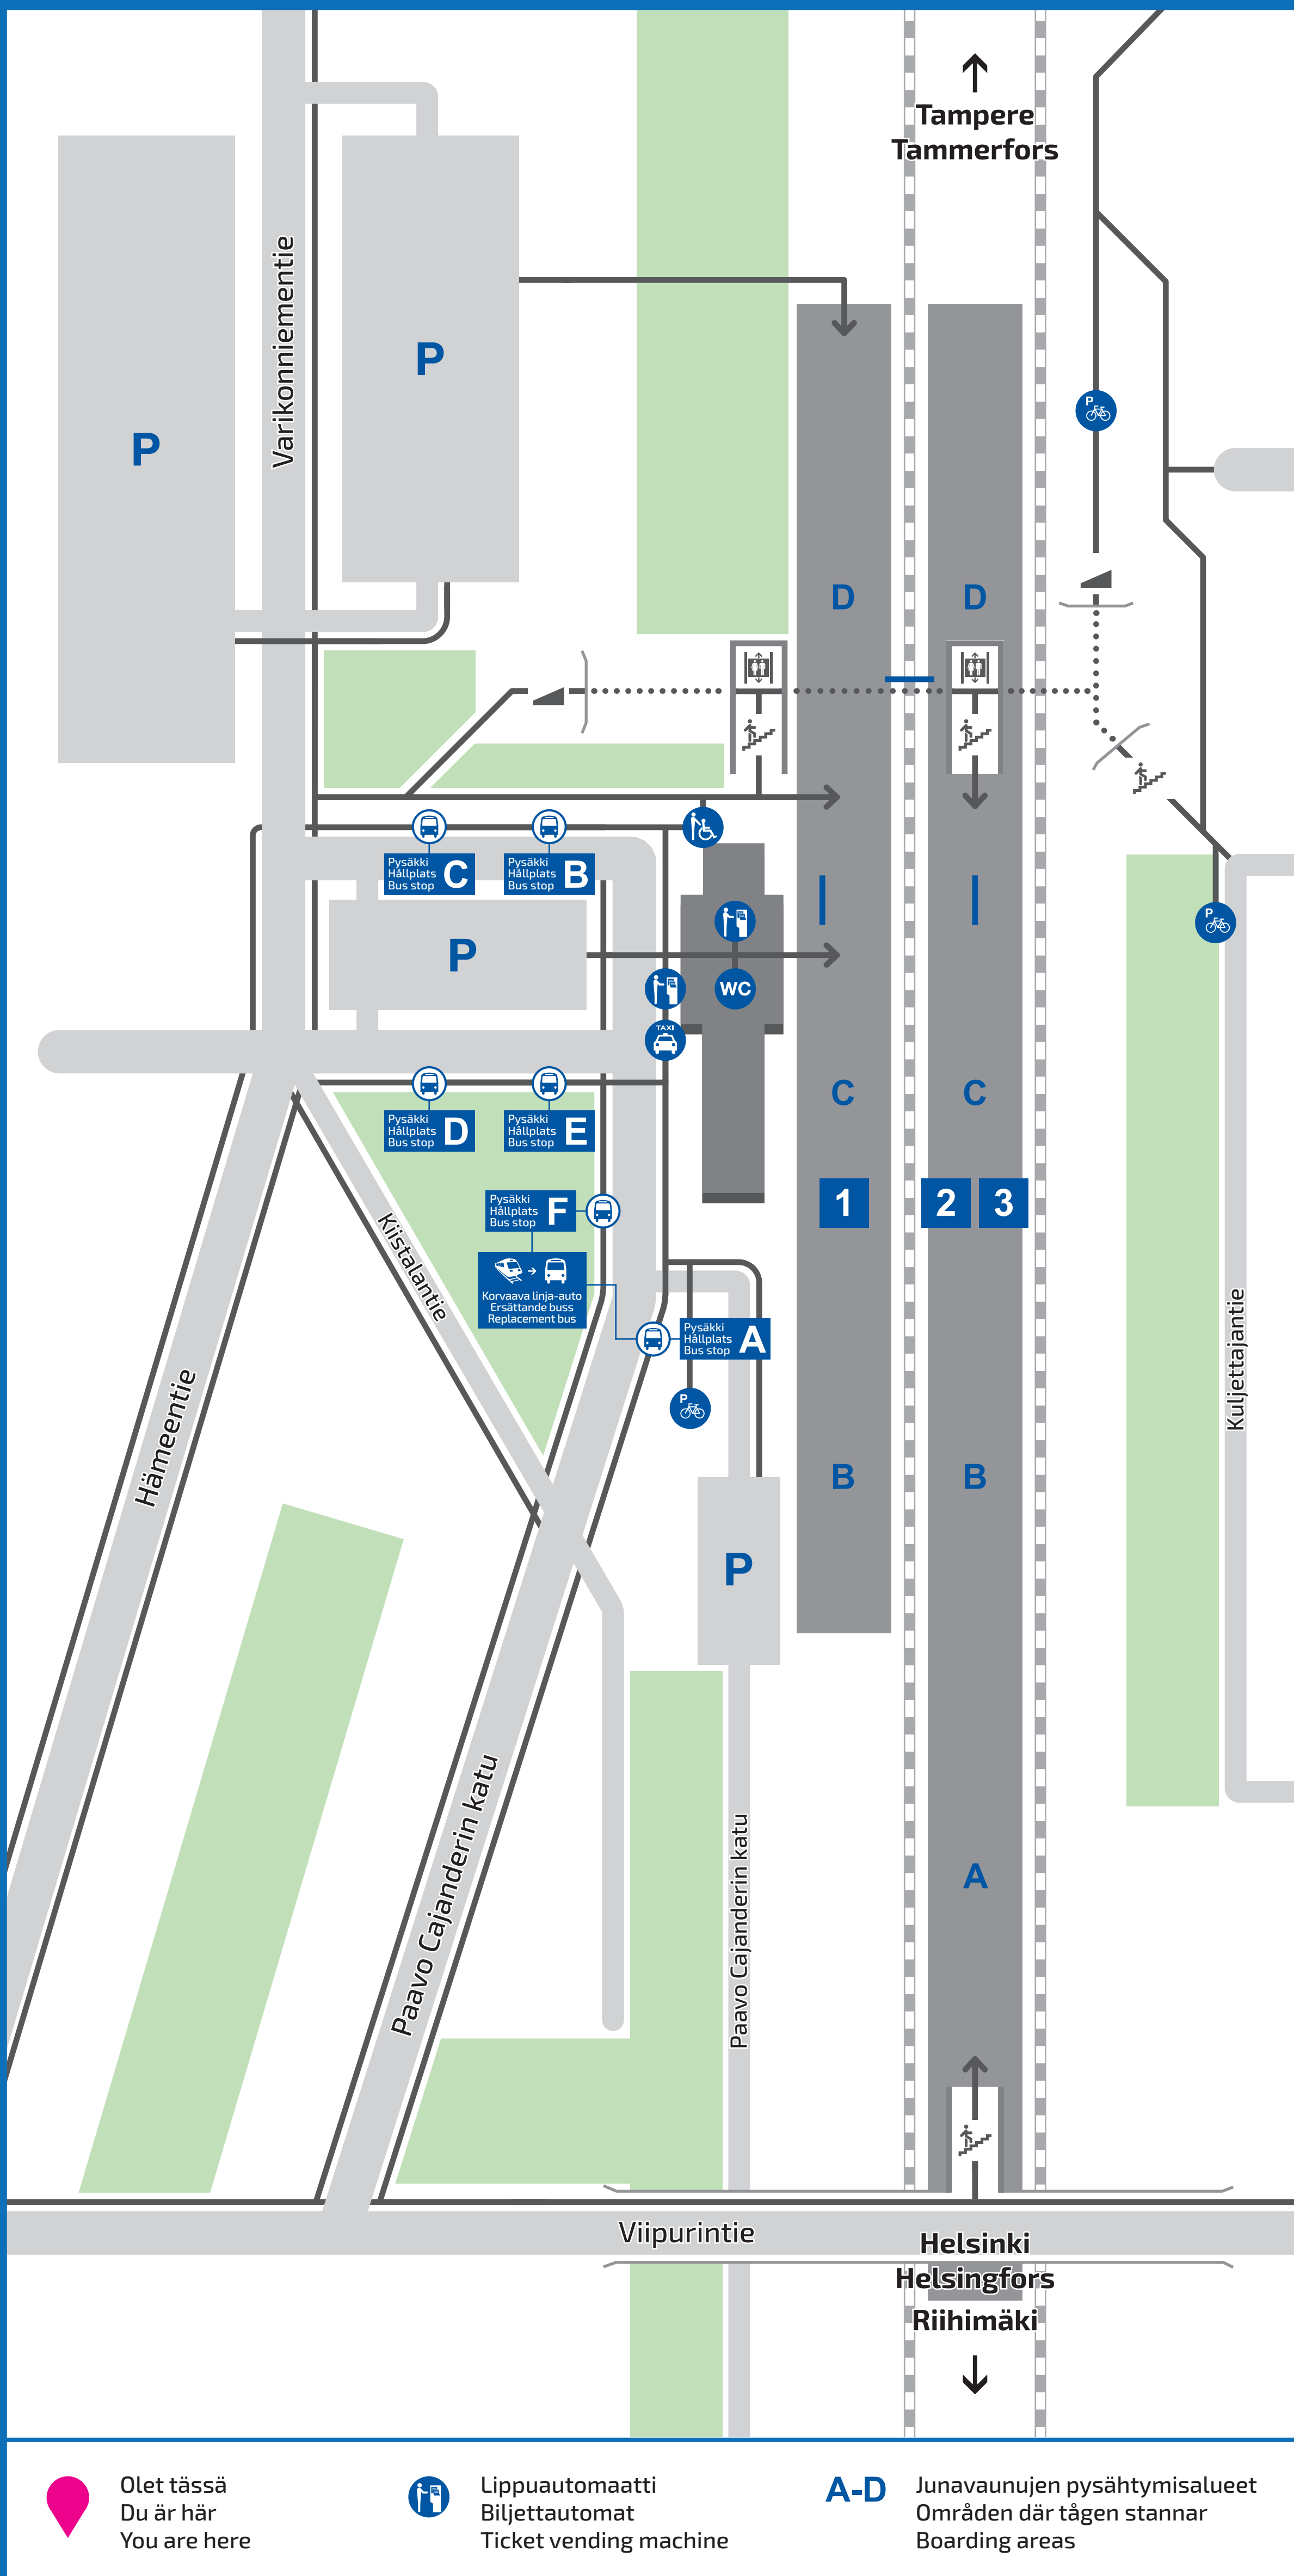 Tampere
Tammerfors
Varikonniementie
P
P
P
D
D
Pysäkki
Hållplats
Bus stop
C
Pysäkki
Hållplats
Bus stop
B
P
P
WC
TAXI
C
C
Pysäkki
Hållplats
Bus stop
D
Pysäkki
Hållplats
Bus stop
E
Pysäkki
Hållplats
Bus stop
F
1
2
3
Kiistalantie
Korvaava linja-auto
Ersättande buss
Replacement bus
Pysäkki
Hållplats
Bus stop
A
Kuljettajantie
Hämeentie
P
B
B
P
Paavo Cajanderin katu
Paavo Cajanderin katu
A
Viipurintie
Helsinki
Helsingfors
Riihimäki
Olet tässä
Du är här
You are here
Lippuautomaatti
Biljettautomat
Ticket vending machine
A-D
Junavaunujen pysähtymisalueet
Områden där tågen stannar
Boarding areas